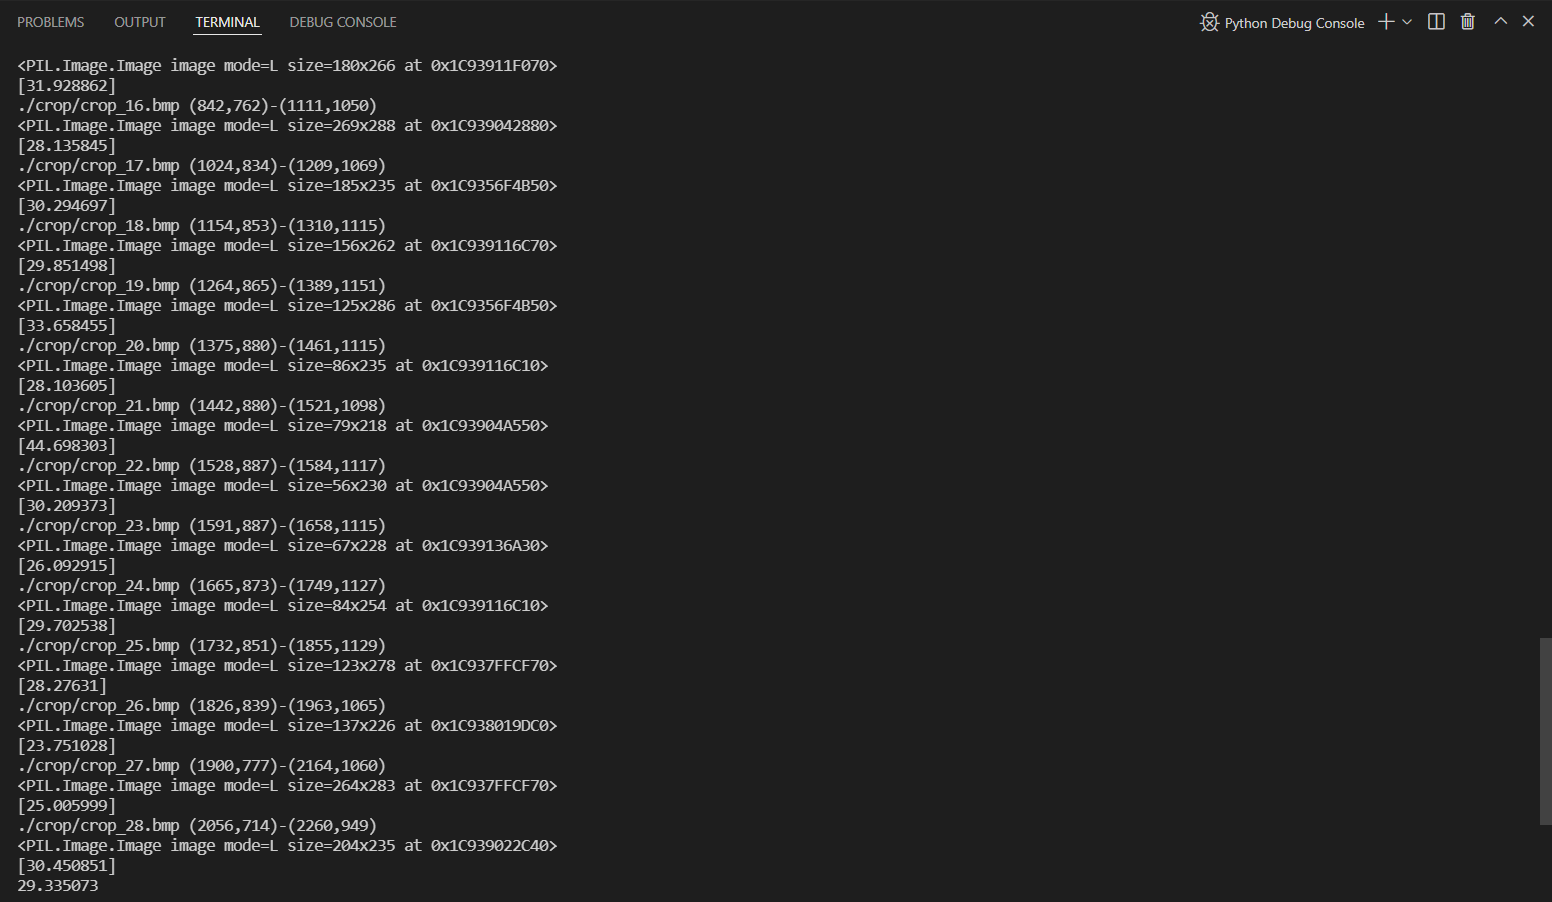 PROBLEMS OUTPUT TERMINAL DEBUG CONSOLE Python Debug Console
<PIL.Image.Image image mode=L size=180x266 at 0x1C93911F070>
[31.928862]
./crop/crop_16.bmp (842,762)-(1111,1050)
<PIL.Image.Image image mode=L size=269x288 at 0x1C939042880>
[28.135845]
./crop/crop_17.bmp (1024,834)-(1209,1069)
<PIL.Image.Image image mode=L size=185x235 at 0x1C9356F4B50>
[30.294697]
./crop/crop_18.bmp (1154,853)-(1310,1115)
<PIL.Image.Image image mode=L size=156x262 at 0x1C939116C70>
[29.851498]
./crop/crop_19.bmp (1264,865)-(1389,1151)
<PIL.Image.Image image mode=L size=125x286 at 0x1C9356F4B50>
[33.658455]
./crop/crop_20.bmp (1375,880)-(1461,1115)
<PIL.Image.Image image mode=L size=86x235 at 0x1C939116C10>
[28.103605]
./crop/crop_21.bmp (1442,880)-(1521,1098)
<PIL.Image.Image image mode=L size=79x218 at 0x1C93904A550>
[44.698303]
./crop/crop_22.bmp (1528,887)-(1584,1117)
<PIL.Image.Image image mode=L size=56x230 at 0x1C93904A550>
[30.209373]
./crop/crop_23.bmp (1591,887)-(1658,1115)
<PIL.Image.Image image mode=L size=67x228 at 0x1C939136A30>
[26.092915]
./crop/crop_24.bmp (1665,873)-(1749,1127)
<PIL.Image.Image image mode=L size=84x254 at 0x1C939116C10>
[29.702538]
./crop/crop_25.bmp (1732,851)-(1855,1129)
<PIL.Image.Image image mode=L size=123x278 at 0x1C937FFCF70>
[28.27631]
./crop/crop_26.bmp (1826,839)-(1963,1065)
<PIL.Image.Image image mode=L size=137x226 at 0x1C938019DC0>
[23.751028]
./crop/crop_27.bmp (1900,777)-(2164,1060)
<PIL.Image.Image image mode=L size=264x283 at 0x1C937FFCF70>
[25.005999]
./crop/crop_28.bmp (2056,714)-(2260,949)
<PIL.Image.Image image mode=L size=204x235 at 0x1C939022C40>
[30.450851]
29.335073